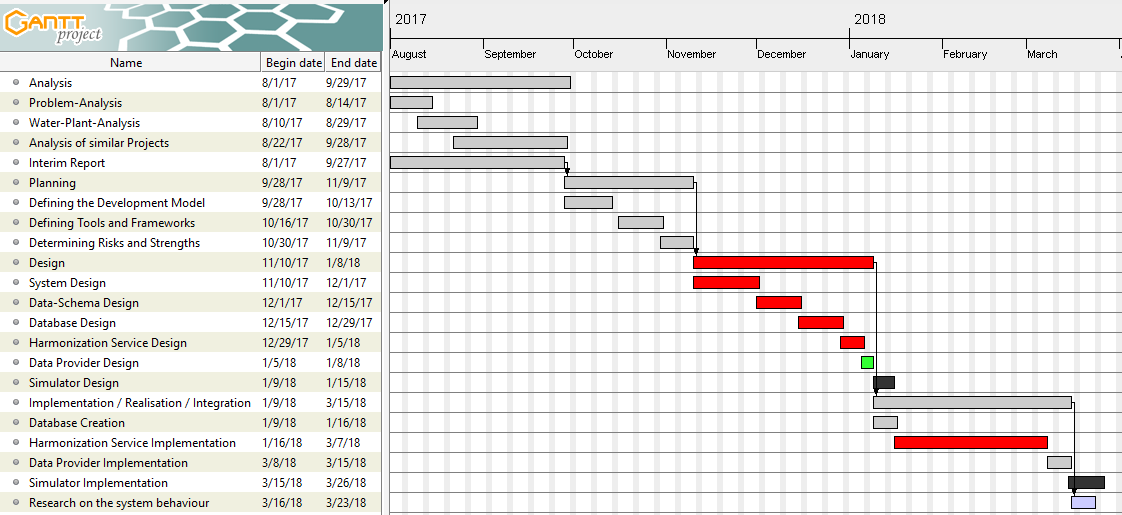 GANTT project
2017 2018
August September October November December January February March
Name Begin date End date
Analysis 8/1/17 9/29/17
Problem-Analysis 8/1/17 8/14/17
Water-Plant-Analysis 8/10/17 8/29/17
Analysis of similar Projects 8/22/17 9/28/17
Interim Report 8/1/17 9/27/17
Planning 9/28/17 11/9/17
Defining the Development Model 9/28/17 10/13/17
Defining Tools and Frameworks 10/16/17 10/30/17
Determining Risks and Strengths 10/30/17 11/9/17
Design 11/10/17 1/8/18
System Design 11/10/17 12/1/17
Data-Schema Design 12/1/17 12/15/17
Database Design 12/15/17 12/29/17
Harmonization Service Design 12/29/17 1/5/18
Data Provider Design 1/5/18 1/8/18
Simulator Design 1/9/18 1/15/18
Implementation / Realisation / Integration 1/9/18 3/15/18
Database Creation 1/9/18 1/16/18
Harmonization Service Implementation 1/16/18 3/7/18
Data Provider Implementation 3/8/18 3/15/18
Simulator Implementation 3/15/18 3/26/18
Research on the system behaviour 3/16/18 3/23/18